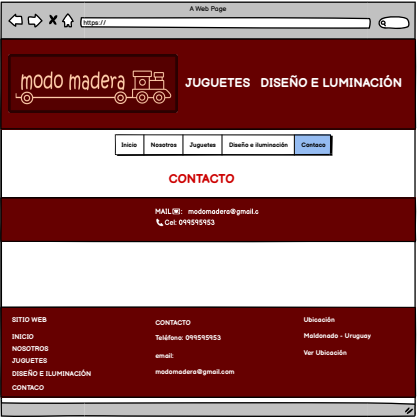 A Web Page
https://
modo madera
JUGUETES DISEÑO E LUMINACIÓN
Inicio Nosotros Juguetes Diseño e iluminación Contaco
CONTACTO
MAIL: modomadera@gmail.c
Cel: 099595953
SITIO WEB
INICIO
NOSOTROS
JUGUETES
DISEÑO E ILUMINACIÓN
CONTACO
CONTACTO
Teléfono: 099595953
email:
modomadera@gmail.com
Ubicación
Maldonado - Uruguay
Ver Ubicación